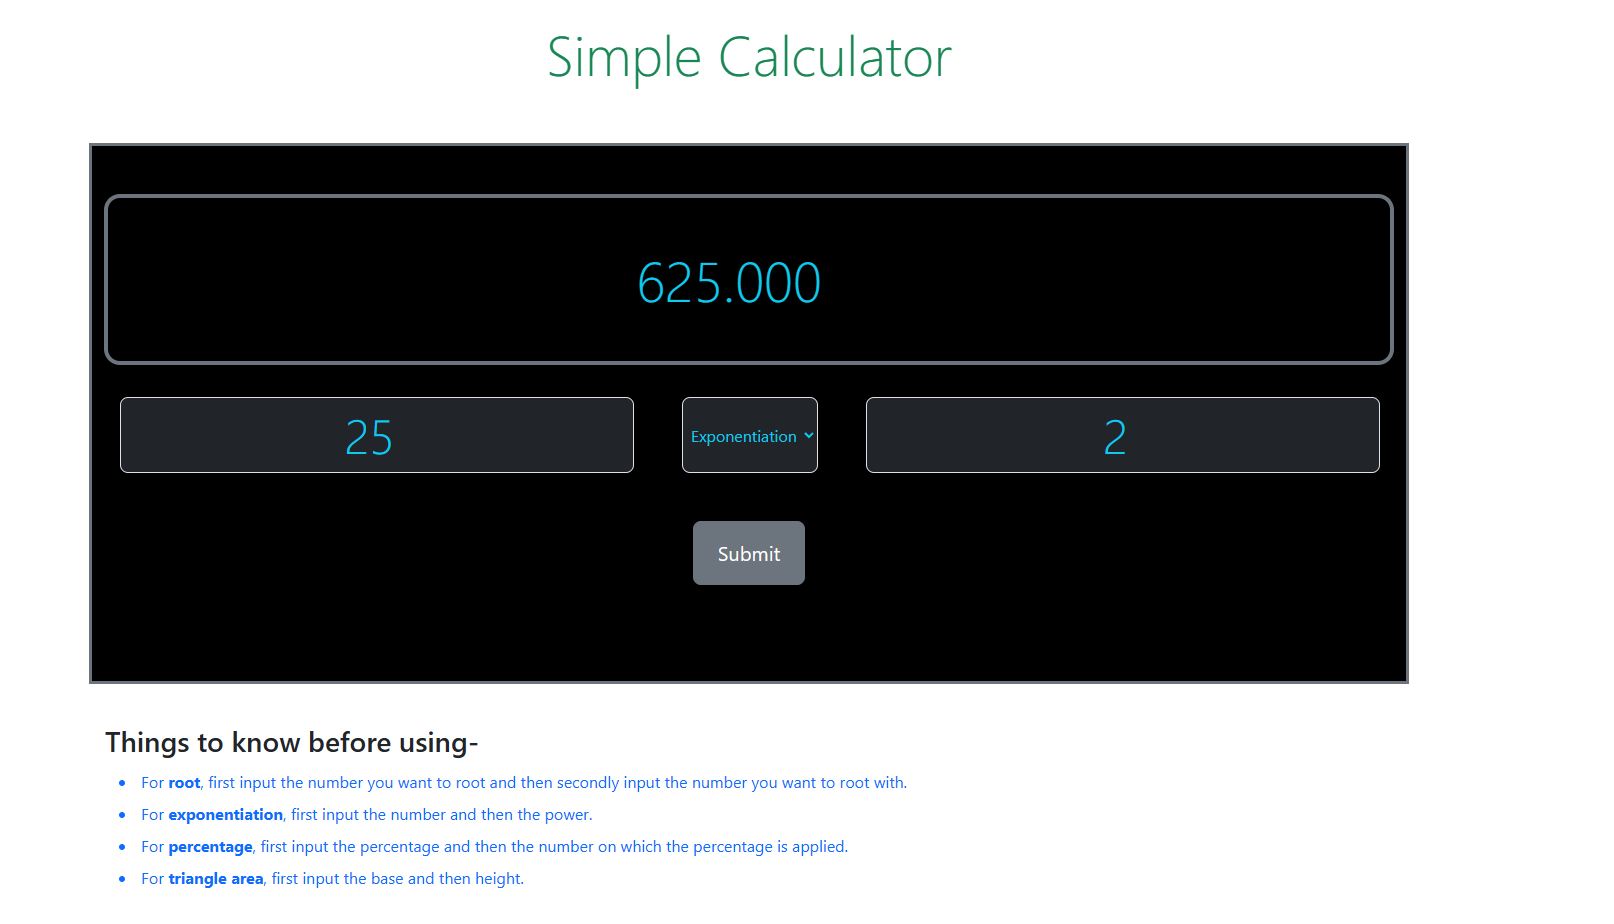 Simple Calculator
625.000
25 Exponentiation 2
Submit
Things to know before using-
For root, first input the number you want to root and then secondly input the number you want to root with.
For exponentiation, first input the number and then the power.
For percentage, first input the percentage and then the number on which the percentage is applied.
For triangle area, first input the base and then height.